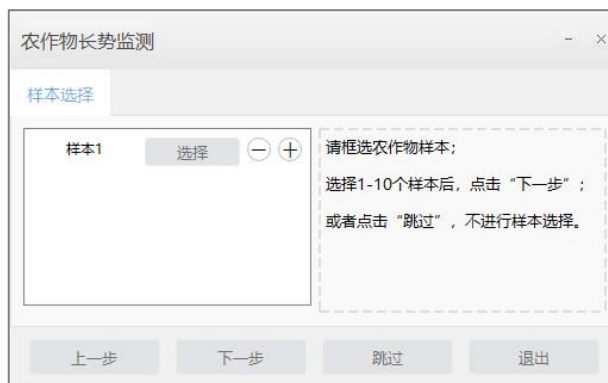 农作物长势监测
样本选择
样本1 选择
请框选农作物样本;
选择1-10个样本后，点击“下一步”;
或者点击“跳过”，不进行样本选择。
上一步 下一步 跳过 退出